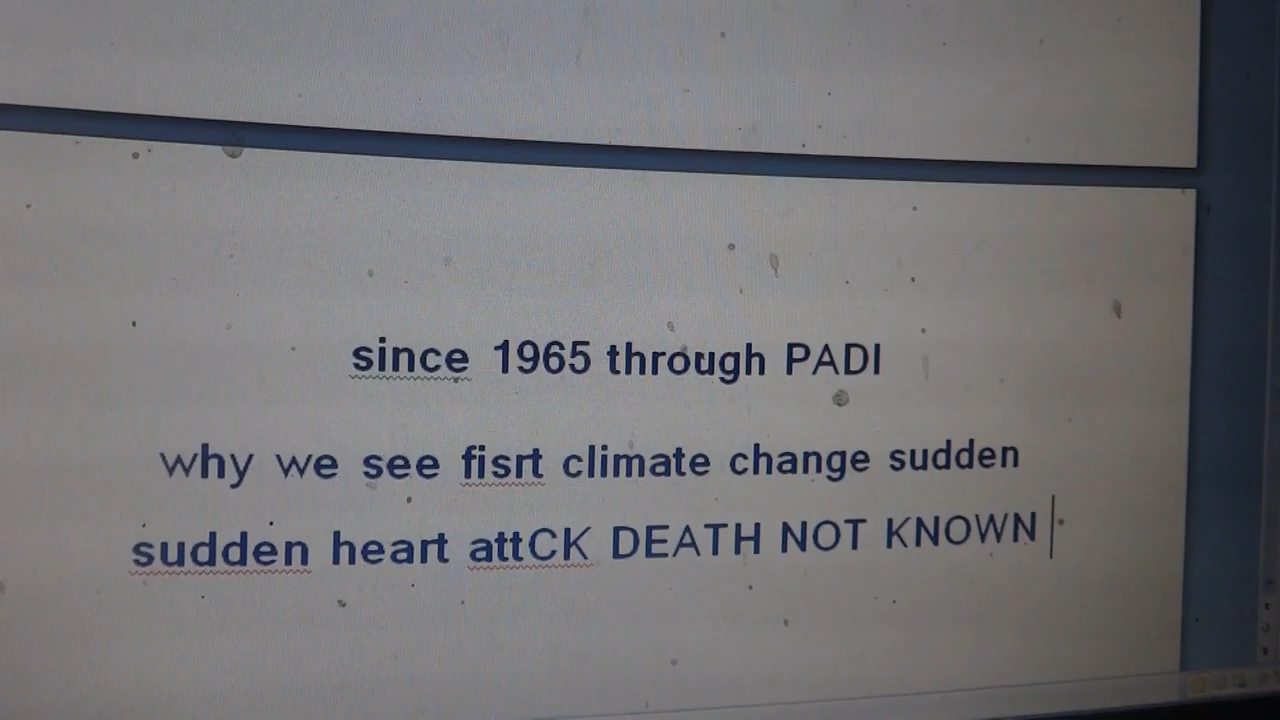 since 1965 through PADI
why we see fisrt climate change sudden
sudden heart attCK DEATH NOT KNOWN